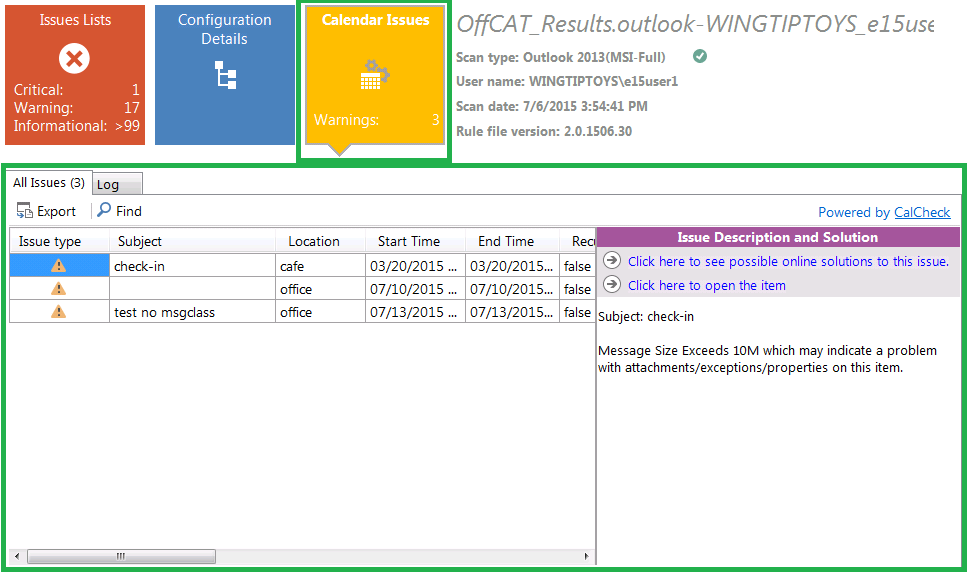 Issues Lists
Critical: 1
Warning: 17
Informational: >99
Configuration
Details
Calendar Issues
Warnings: 3
OffCAT_Results.outlook-WINGTIPTOYS_e15use
Scan type: Outlook 2013(MSI-Full)
User name: WINGTIPTOYS\e15user1
Scan date: 7/6/2015 3:54:41 PM
Rule file version: 2.0.1506.30
All Issues (3) Log
Export Find
Powered by CalCheck
Issue type Subject Location Start Time End Time Recu
check-in cafe 03/20/2015 ... 03/20/2015... false
office 07/10/2015 ... 07/10/2015... false
test no msgclass office 07/13/2015 ... 07/13/2015... false
Issue Description and Solution
Click here to see possible online solutions to this issue.
Click here to open the item
Subject: check-in
Message Size Exceeds 10M which may indicate a problem
with attachments/exceptions/properties on this item.